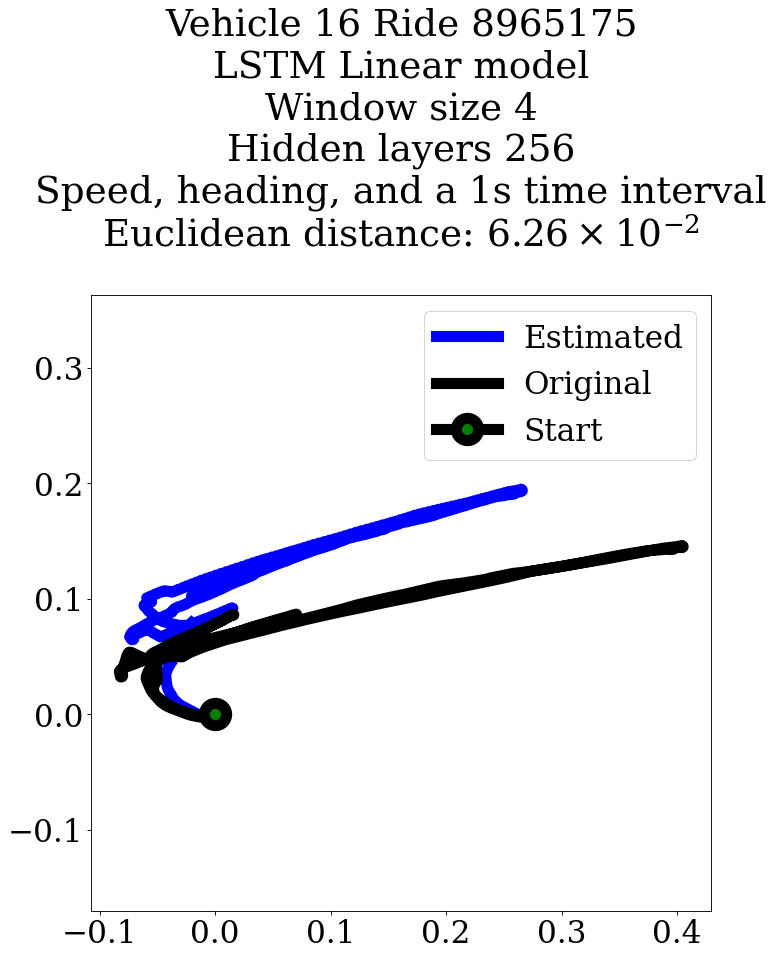 Vehicle 16 Ride 8965175
LSTM Linear model
Window size 4
Hidden layers 256
Speed, heading, and a 1s time interval
Euclidean distance: 6.26 × 10⁻²
Estimated
Original
Start
0.3
0.2
0.1
0.0
−0.1
−0.1 0.0 0.1 0.2 0.3 0.4